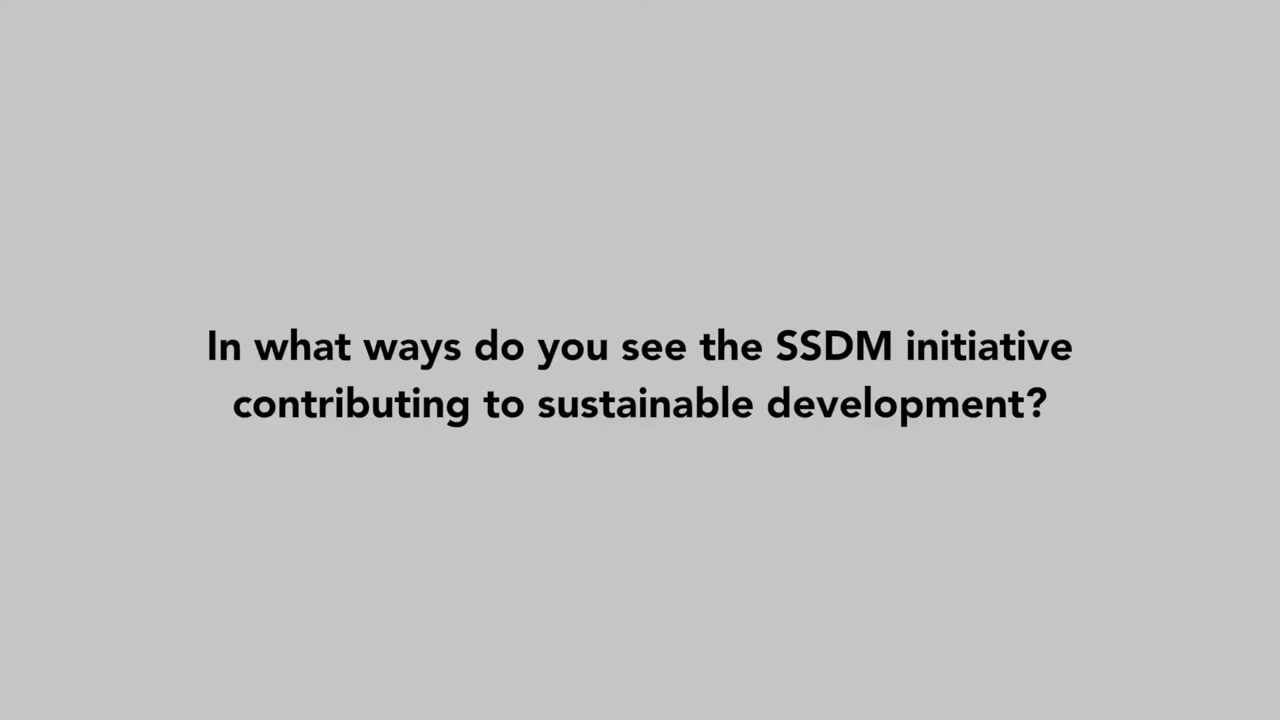 In what ways do you see the SSDM initiative
contributing to sustainable development?